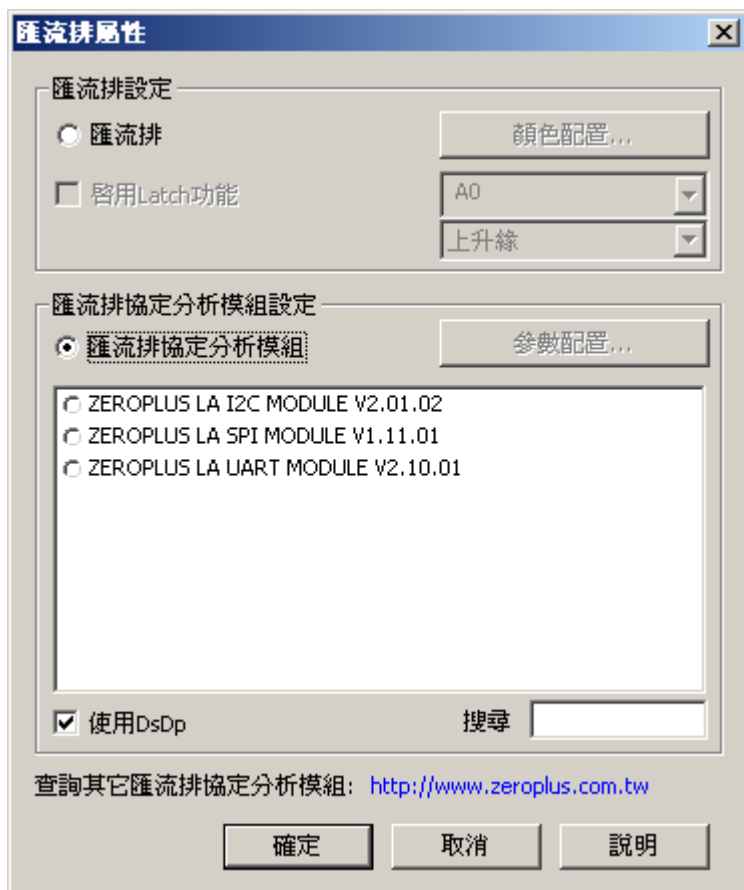 匯流排屬性
匯流排設定
匯流排
顏色配置...
啓用Latch功能
A0
上升緣
匯流排協定分析模組設定
匯流排協定分析模組
參數配置...
ZEROPLUS LA I2C MODULE V2.01.02
ZEROPLUS LA SPI MODULE V1.11.01
ZEROPLUS LA UART MODULE V2.10.01
使用DsDp
搜尋
查詢其它匯流排協定分析模組: http://www.zeroplus.com.tw
確定
取消
說明